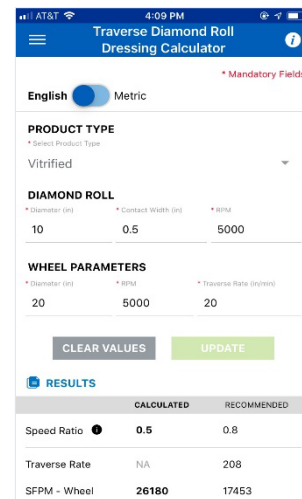 AT&T 4:09 PM
Traverse Diamond Roll
Dressing Calculator
* Mandatory Fields
English Metric
PRODUCT TYPE
* Select Product Type
Vitrified
DIAMOND ROLL
* Diameter (in) * Contact Width (in) * RPM
10 0.5 5000
WHEEL PARAMETERS
* Diameter (in) * RPM * Traverse Rate (in/min)
20 5000 20
CLEAR VALUES UPDATE
RESULTS
CALCULATED RECOMMENDED
Speed Ratio 0.5 0.8
Traverse Rate NA 208
SFPM - Wheel 26180 17453